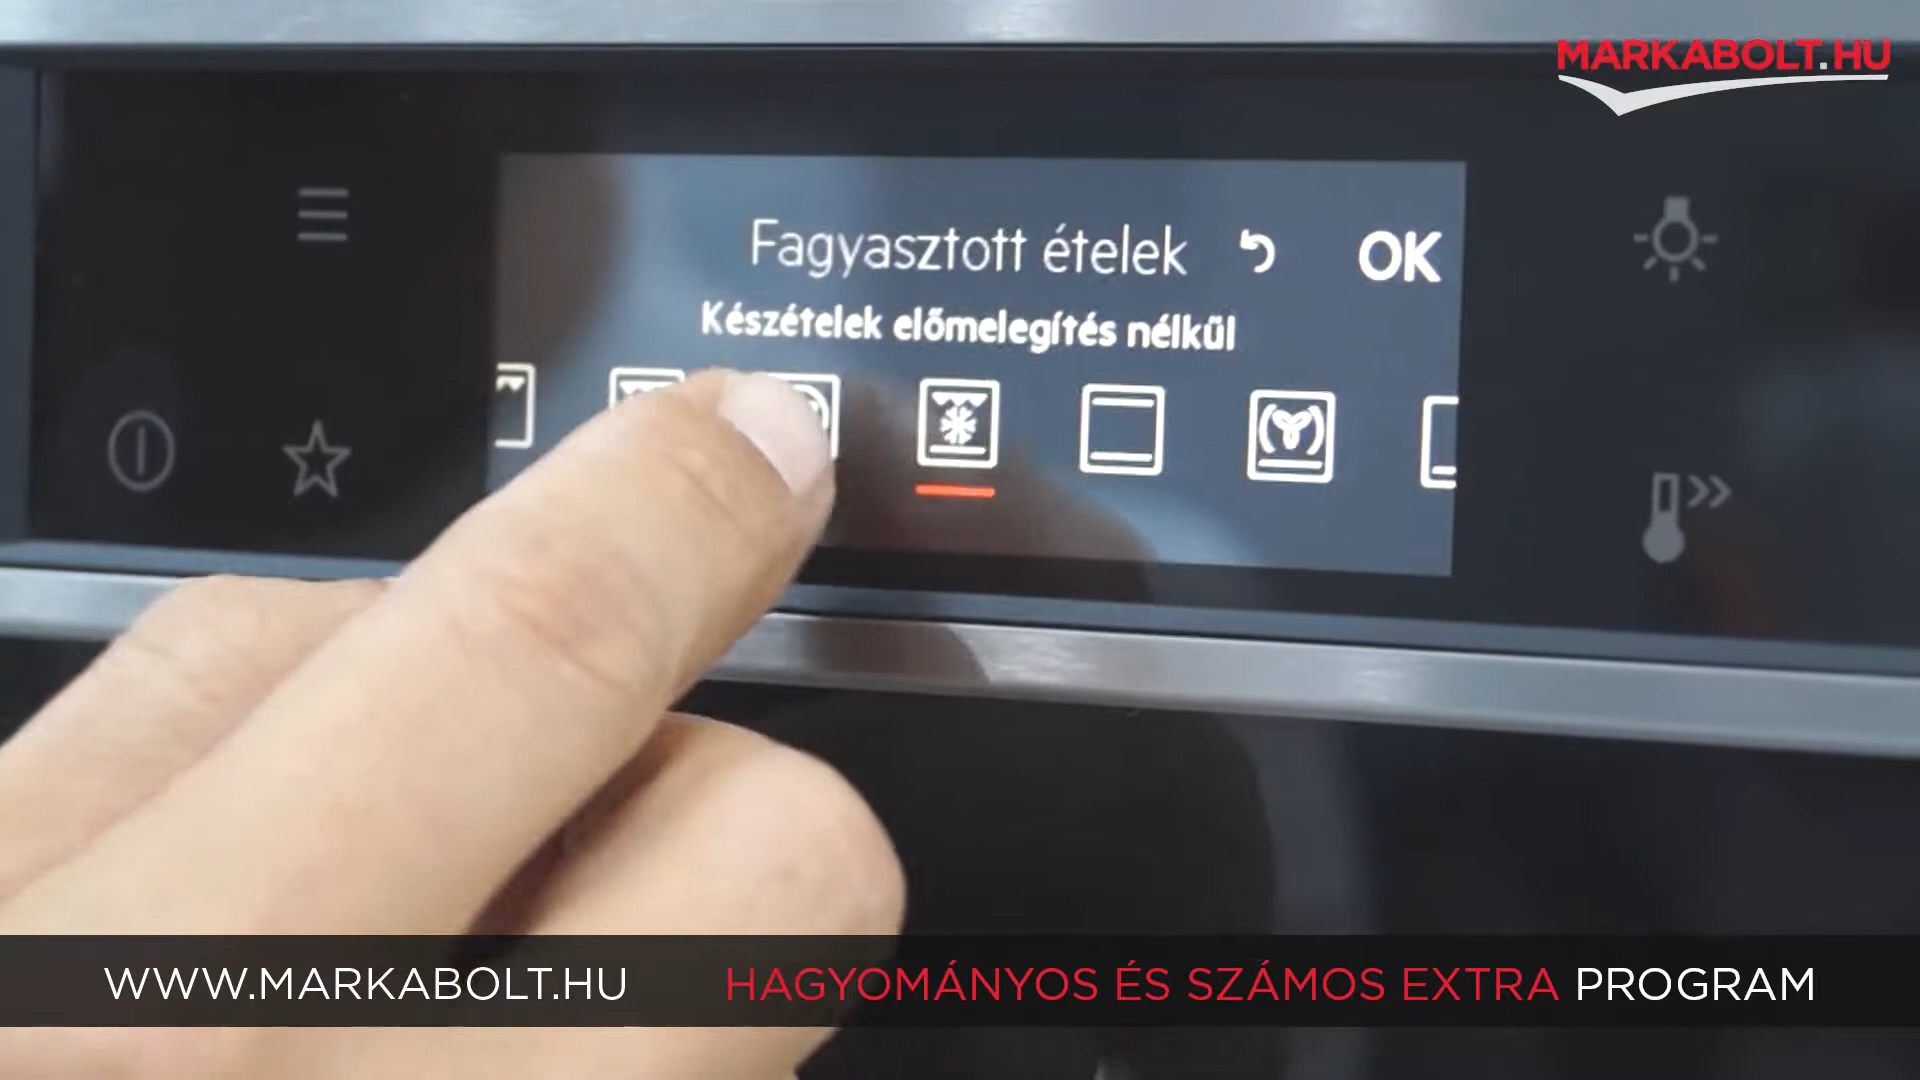 MARKABOLT.HU
Fagyasztott ételek
OK
Készételek előmelegítés nélkül
WWW.MARKABOLT.HU
HAGYOMÁNYOS ÉS SZÁMOS EXTRA PROGRAM